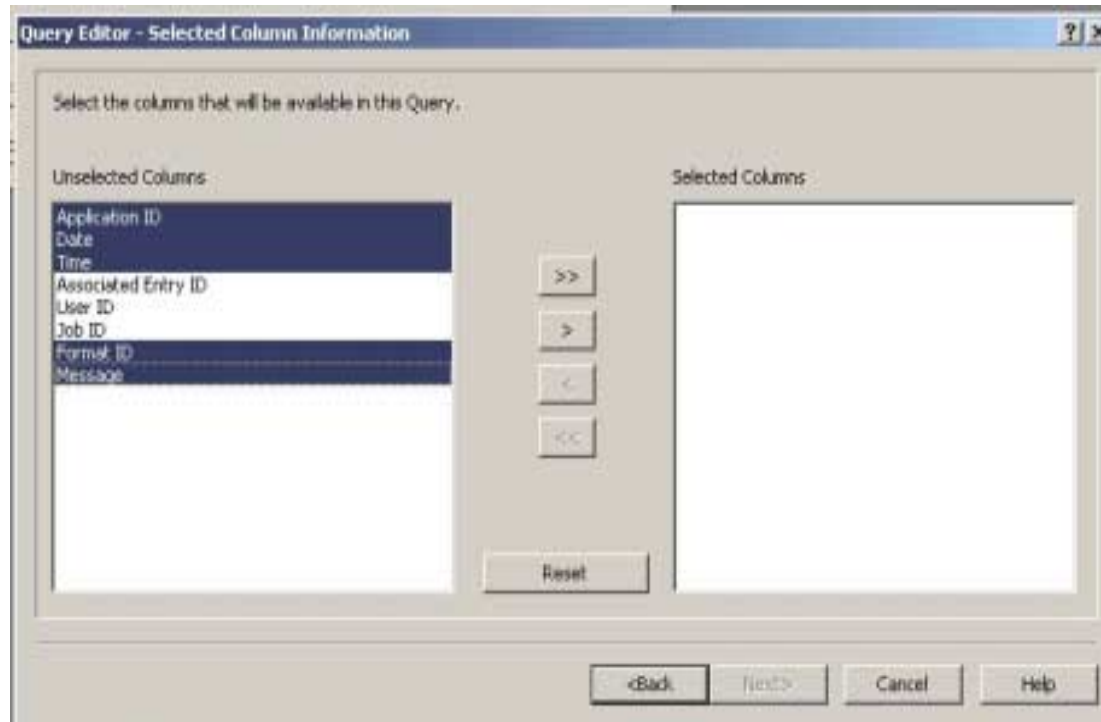 Query Editor - Selected Column Information
? x
Select the columns that will be available in this Query.
Unselected Columns
Selected Columns
Application ID
Date
Time
Associated Entry ID
User ID
Job ID
Format ID
Message
>>
>
<
<<
Reset
<Back
Next>
Cancel
Help